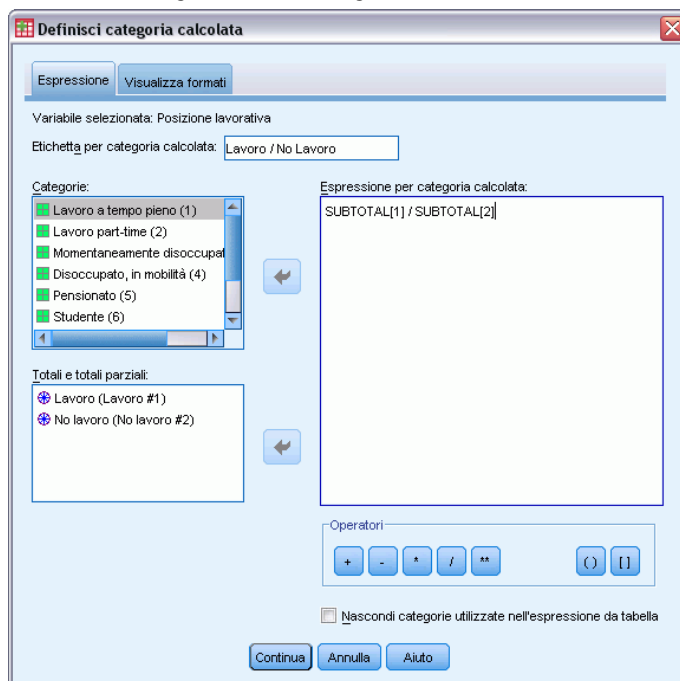 Definisci categoria calcolata
Espressione
Visualizza formati
Variabile selezionata: Posizione lavorativa
Etichetta per categoria calcolata:
Lavoro / No Lavoro
Categorie:
Lavoro a tempo pieno (1)
Lavoro part-time (2)
Momentaneamente disoccupat
Disoccupato, in mobilità (4)
Pensionato (5)
Studente (6)
Totali e totali parziali:
Lavoro (Lavoro #1)
No lavoro (No lavoro #2)
Espressione per categoria calcolata:
SUBTOTAL[1] / SUBTOTAL[2]
Operatori
+ - * / ** ( ) [ ]
Nascondi categorie utilizzate nell'espressione da tabella
Continua Annulla Aiuto